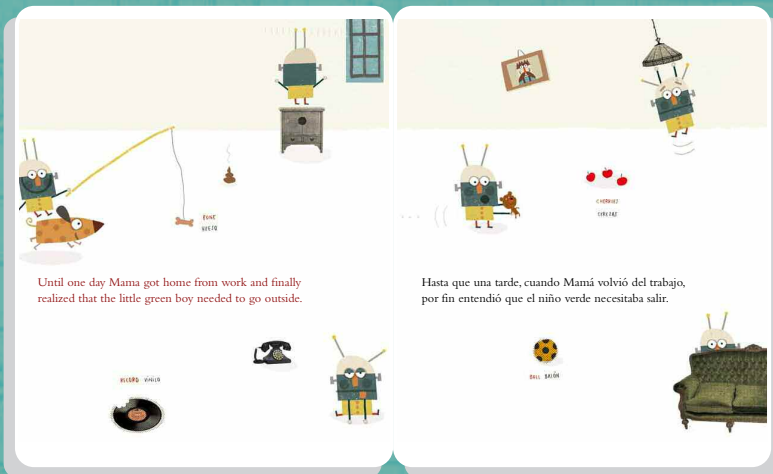 BONE
HUESO
Until one day Mama got home from work and finally
realized that the little green boy needed to go outside.
RECORD VINILO
CHERRIES
CEREZAS
Hasta que una tarde, cuando Mamá volvió del trabajo,
por fin entendió que el niño verde necesitaba salir.
BALL BALÓN